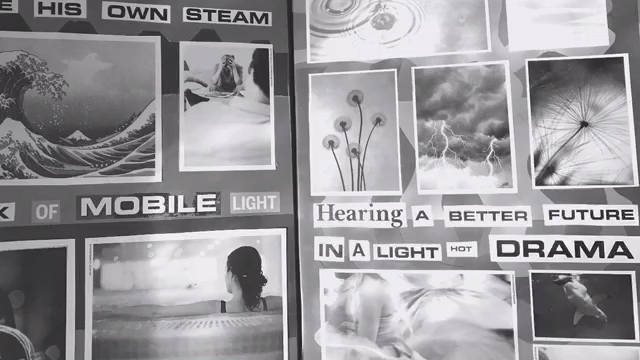 HIS OWN STEAM
OF MOBILE LIGHT
Hearing A BETTER FUTURE
IN A LIGHT HOT DRAMA